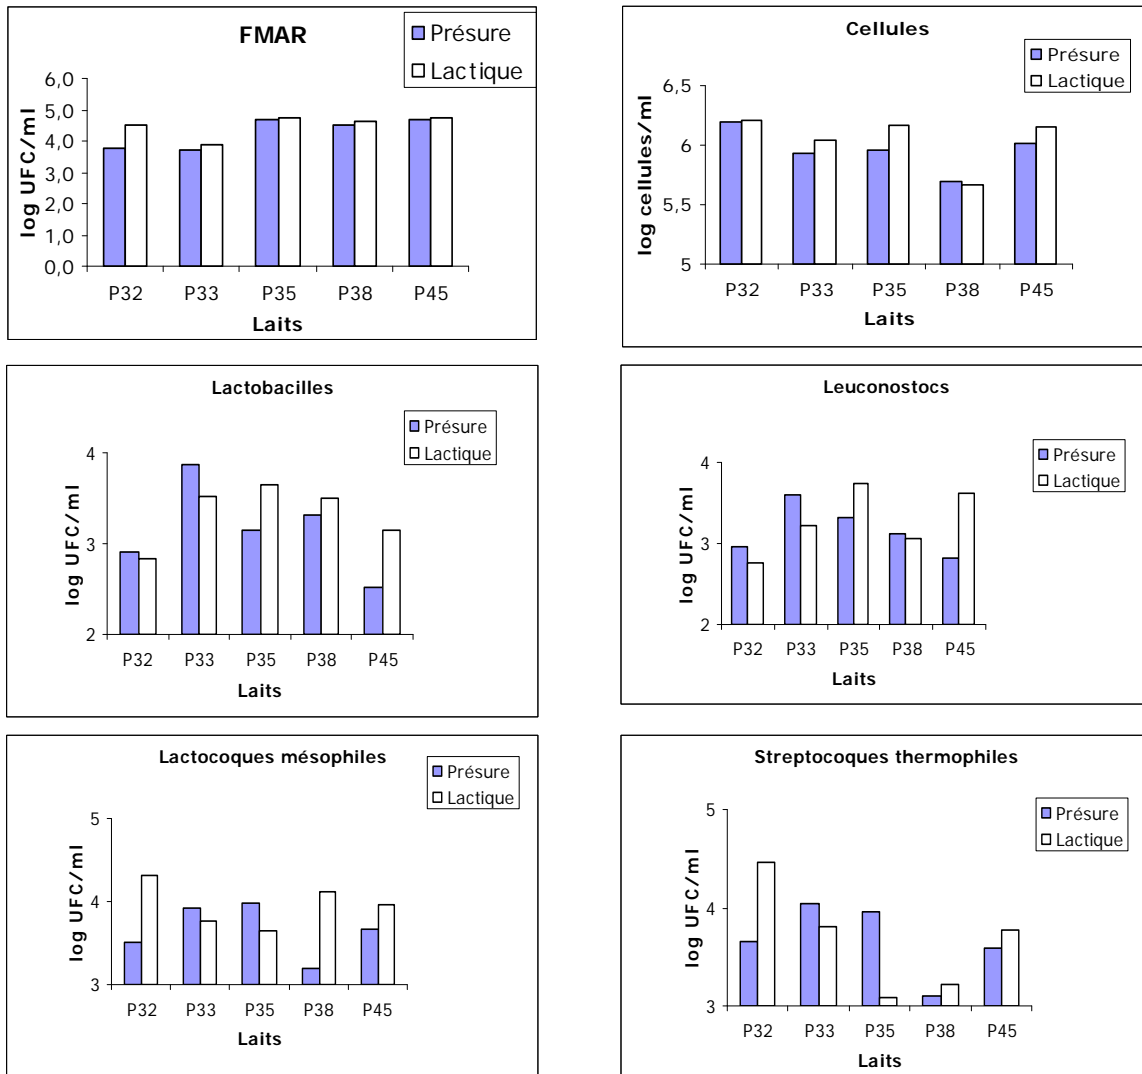 FMAR
Présure
Lactique
log UFC/ml
6,0
5,0
4,0
3,0
2,0
1,0
0,0
P32 P33 P35 P38 P45
Laits
Cellules
Présure
Lactique
log cellules/ml
6,5
6
5,5
5
P32 P33 P35 P38 P45
Laits
Lactobacilles
Présure
Lactique
log UFC/ml
4
3
2
P32 P33 P35 P38 P45
Laits
Leuconostocs
Présure
Lactique
log UFC/ml
4
3
2
P32 P33 P35 P38 P45
Laits
Lactocoques mésophiles
Présure
Lactique
log UFC/ml
5
4
3
P32 P33 P35 P38 P45
Laits
Streptocoques thermophiles
Présure
Lactique
log UFC/ml
5
4
3
P32 P33 P35 P38 P45
Laits